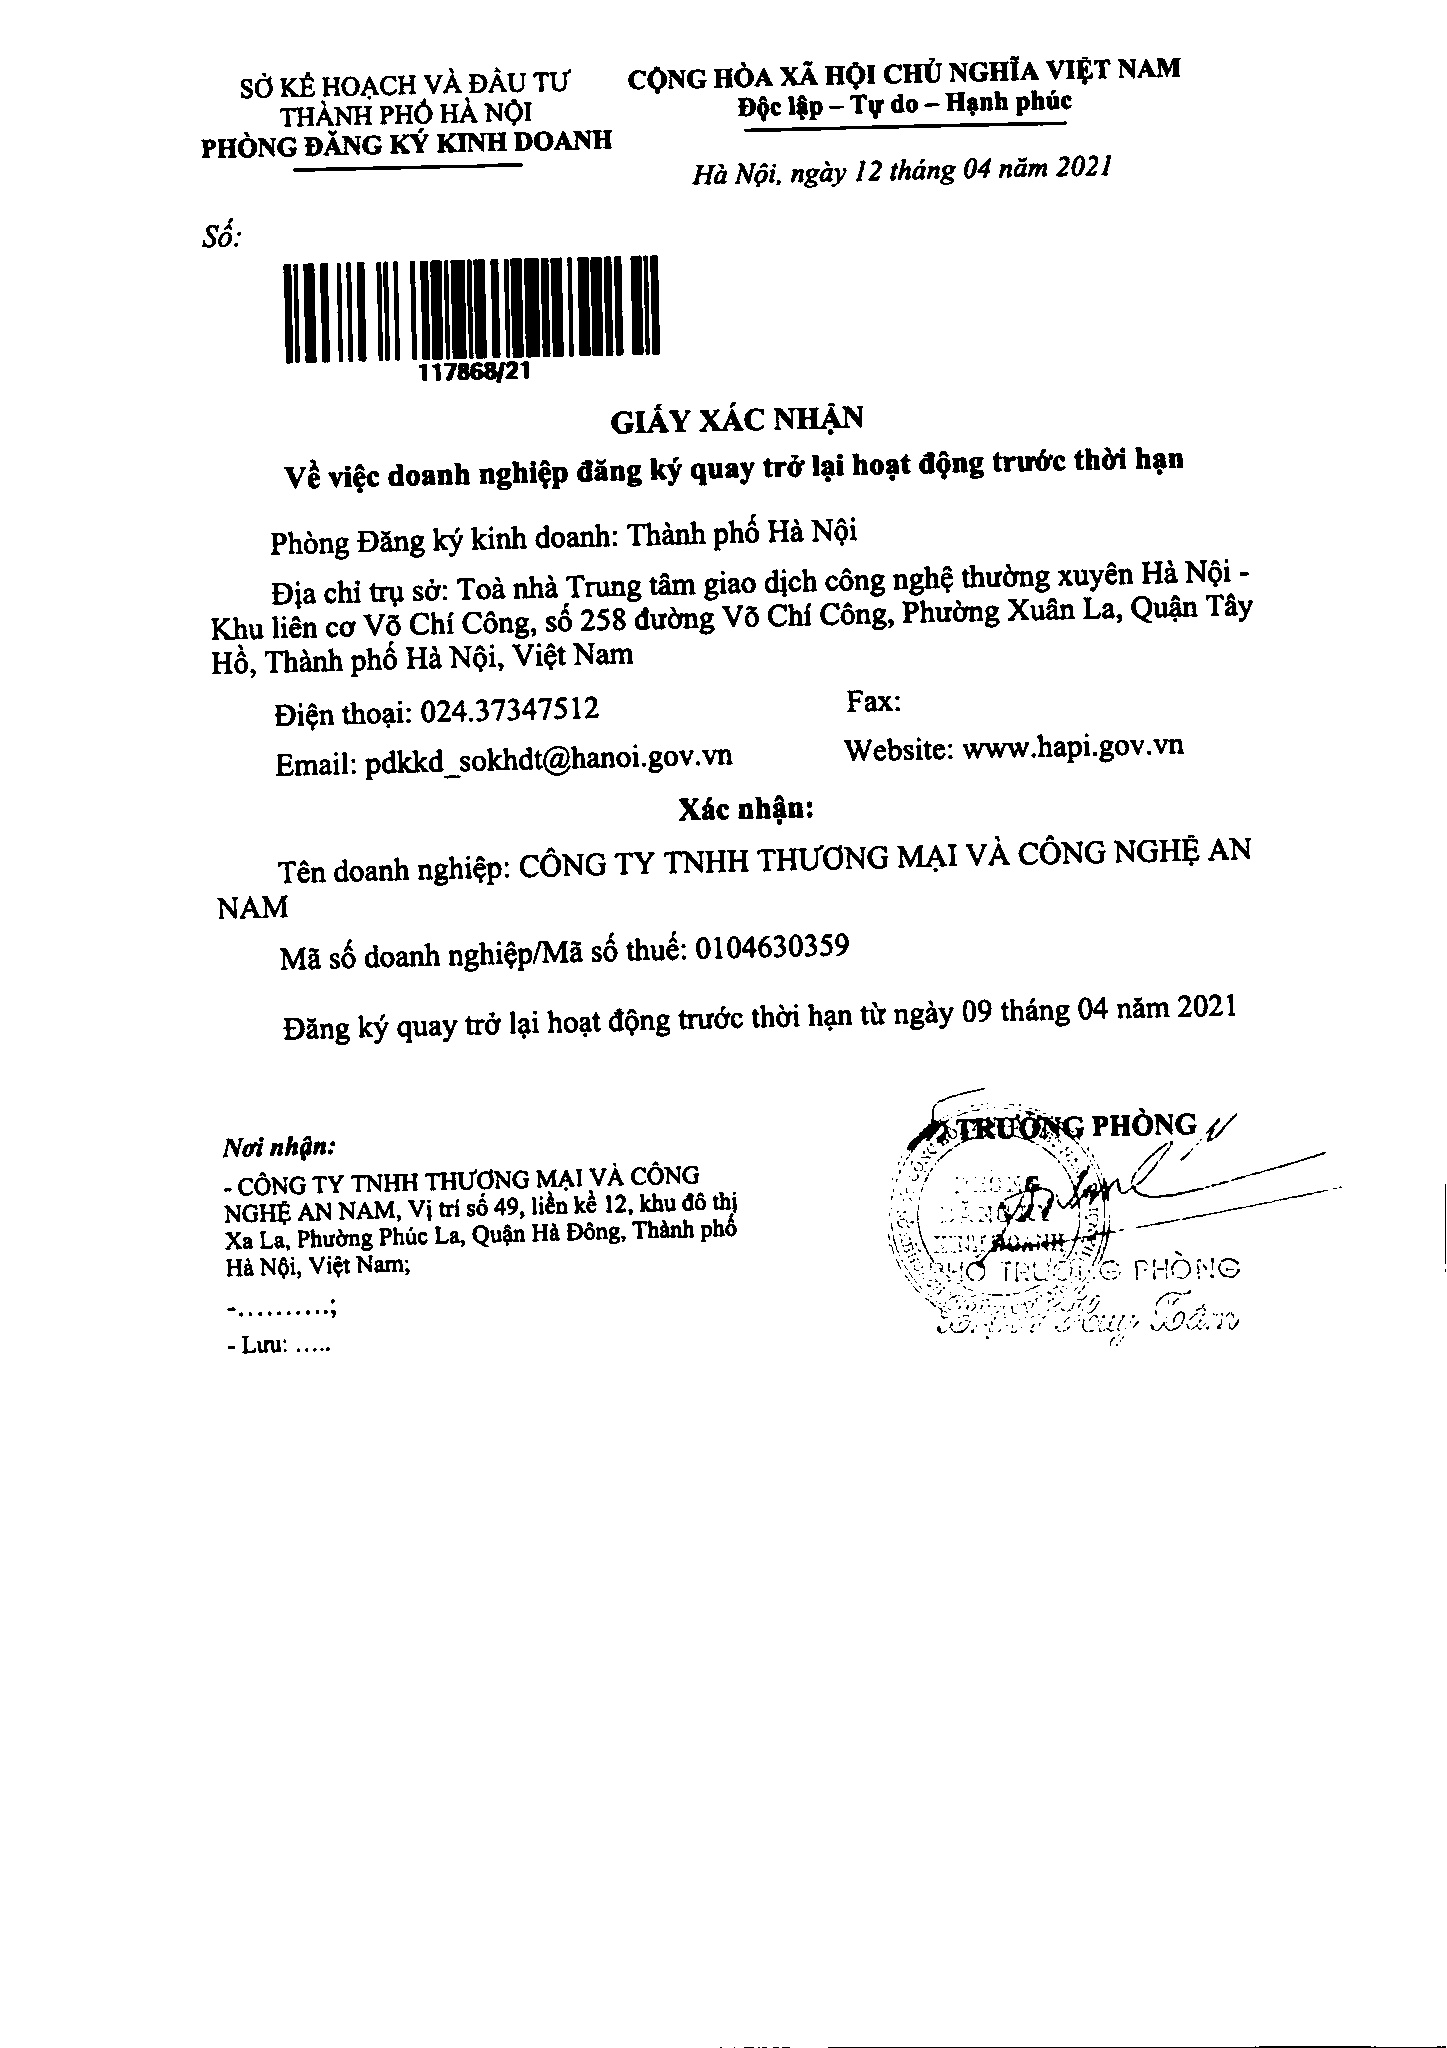 SỞ KẾ HOẠCH VÀ ĐẦU TƯ
THÀNH PHỐ HÀ NỘI
PHÒNG ĐĂNG KÝ KINH DOANH
CỘNG HÒA XÃ HỘI CHỦ NGHĨA VIỆT NAM
Độc lập – Tự do – Hạnh phúc
Hà Nội, ngày 12 tháng 04 năm 2021
Số:
117868/21
GIẤY XÁC NHẬN
Về việc doanh nghiệp đăng ký quay trở lại hoạt động trước thời hạn
Phòng Đăng ký kinh doanh: Thành phố Hà Nội
Địa chỉ trụ sở: Toà nhà Trung tâm giao dịch công nghệ thường xuyên Hà Nội -
Khu liên cơ Võ Chí Công, số 258 đường Võ Chí Công, Phường Xuân La, Quận Tây
Hồ, Thành phố Hà Nội, Việt Nam
Điện thoại: 024.37347512 Fax:
Email: pdkkd_sokhdt@hanoi.gov.vn Website: www.hapi.gov.vn
Xác nhận:
Tên doanh nghiệp: CÔNG TY TNHH THƯƠNG MẠI VÀ CÔNG NGHỆ AN
NAM
Mã số doanh nghiệp/Mã số thuế: 0104630359
Đăng ký quay trở lại hoạt động trước thời hạn từ ngày 09 tháng 04 năm 2021
Nơi nhận:
- CÔNG TY TNHH THƯƠNG MẠI VÀ CÔNG
NGHỆ AN NAM, Vị trí số 49, liền kề 12, khu đô thị
Xa La, Phường Phúc La, Quận Hà Đông, Thành phố
Hà Nội, Việt Nam;
-..........;
- Lưu: .....
TRƯỞNG PHÒNG
PHÒNG
ĐĂNG KÝ
KINH DOANH
PHÓ TRƯỞNG PHÒNG
Huy Tân